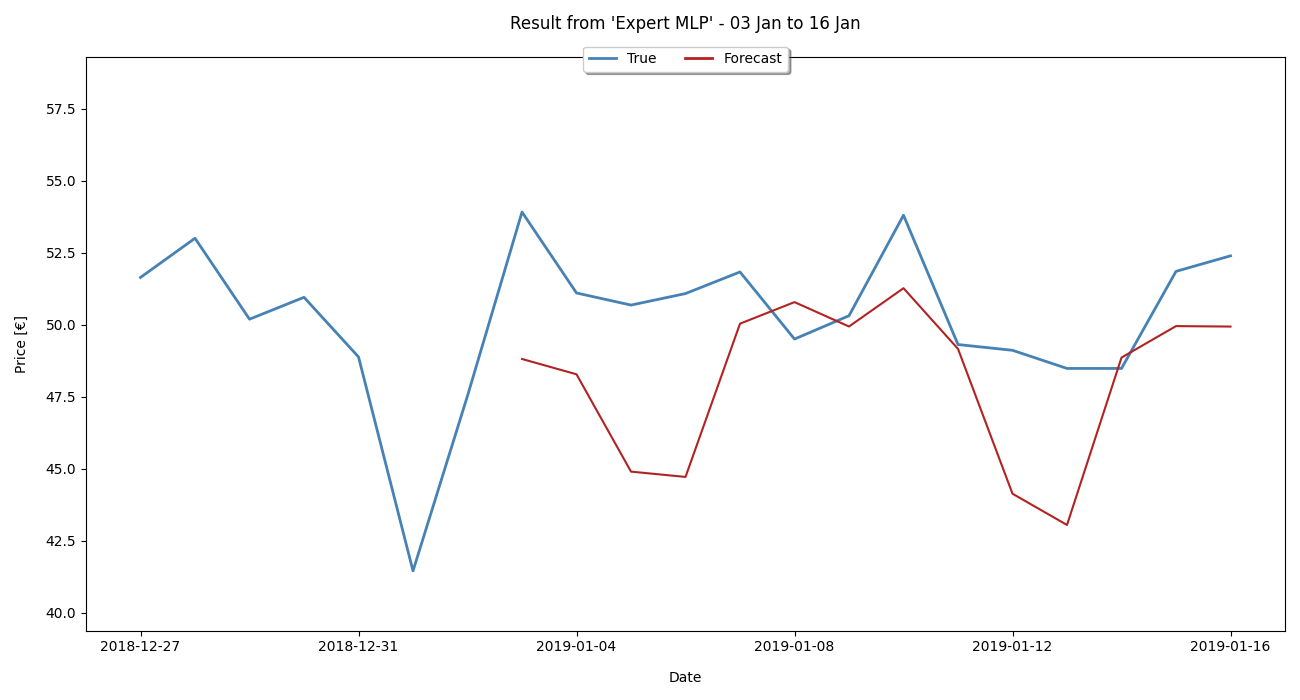 Result from 'Expert MLP' - 03 Jan to 16 Jan
True Forecast
57.5
55.0
52.5
50.0
47.5
45.0
42.5
40.0
Price [€]
2018-12-27 2018-12-31 2019-01-04 2019-01-08 2019-01-12 2019-01-16
Date